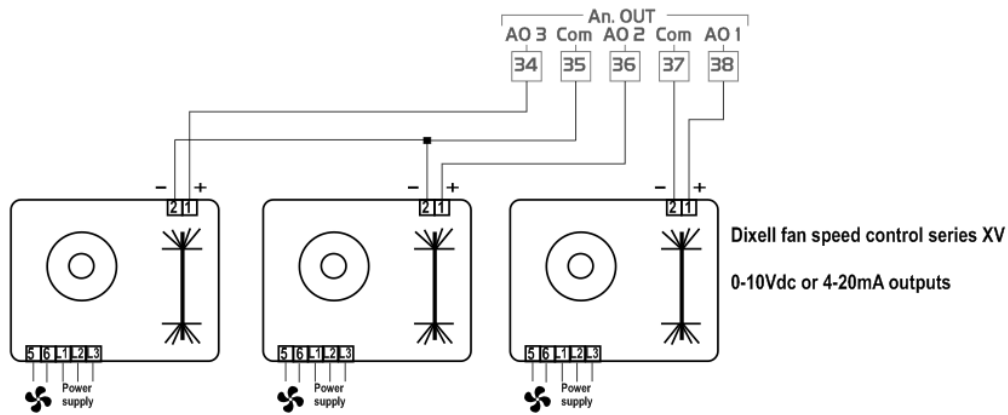 An. OUT
AO 3 Com AO 2 Com AO 1
34 35 36 37 38
− + − + − +
2 1 2 1 2 1
Dixell fan speed control series XV
0-10Vdc or 4-20mA outputs
5 6 L1 L2 L3 5 6 L1 L2 L3 5 6 L1 L2 L3
Power supply Power supply Power supply